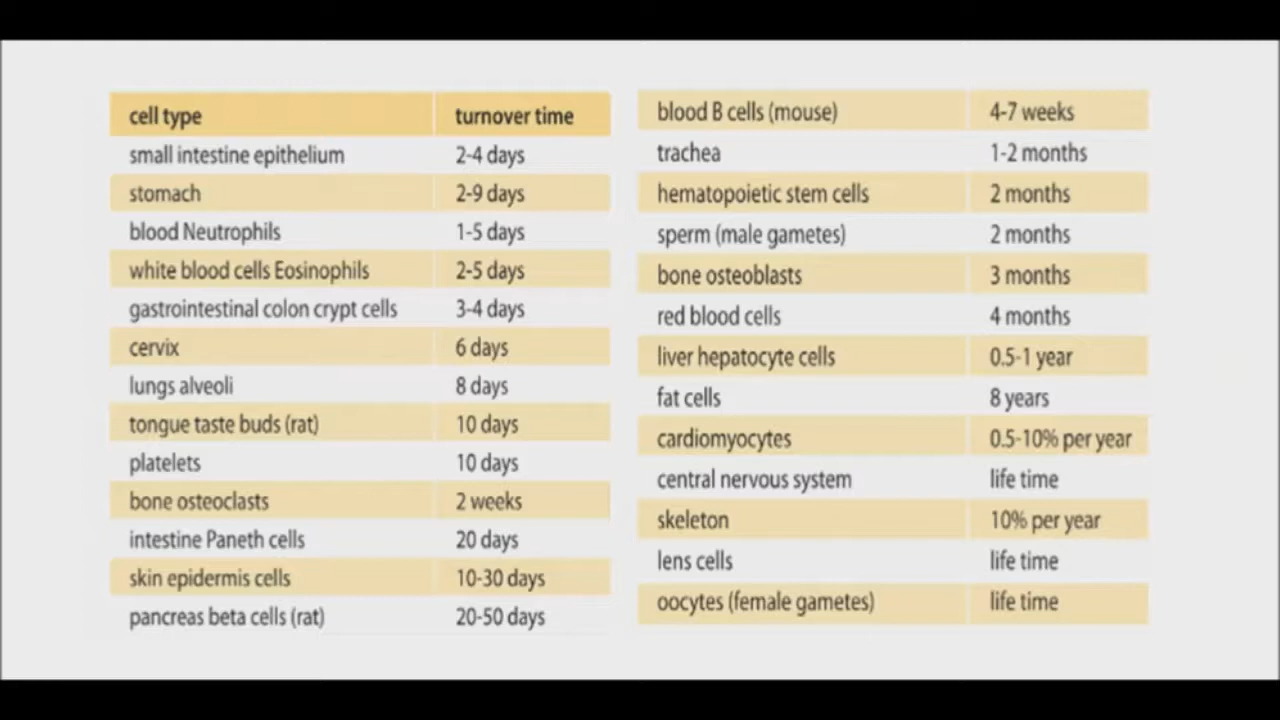 cell type turnover time
small intestine epithelium 2-4 days
stomach 2-9 days
blood Neutrophils 1-5 days
white blood cells Eosinophils 2-5 days
gastrointestinal colon crypt cells 3-4 days
cervix 6 days
lungs alveoli 8 days
tongue taste buds (rat) 10 days
platelets 10 days
bone osteoclasts 2 weeks
intestine Paneth cells 20 days
skin epidermis cells 10-30 days
pancreas beta cells (rat) 20-50 days
blood B cells (mouse) 4-7 weeks
trachea 1-2 months
hematopoietic stem cells 2 months
sperm (male gametes) 2 months
bone osteoblasts 3 months
red blood cells 4 months
liver hepatocyte cells 0.5-1 year
fat cells 8 years
cardiomyocytes 0.5-10% per year
central nervous system life time
skeleton 10% per year
lens cells life time
oocytes (female gametes) life time